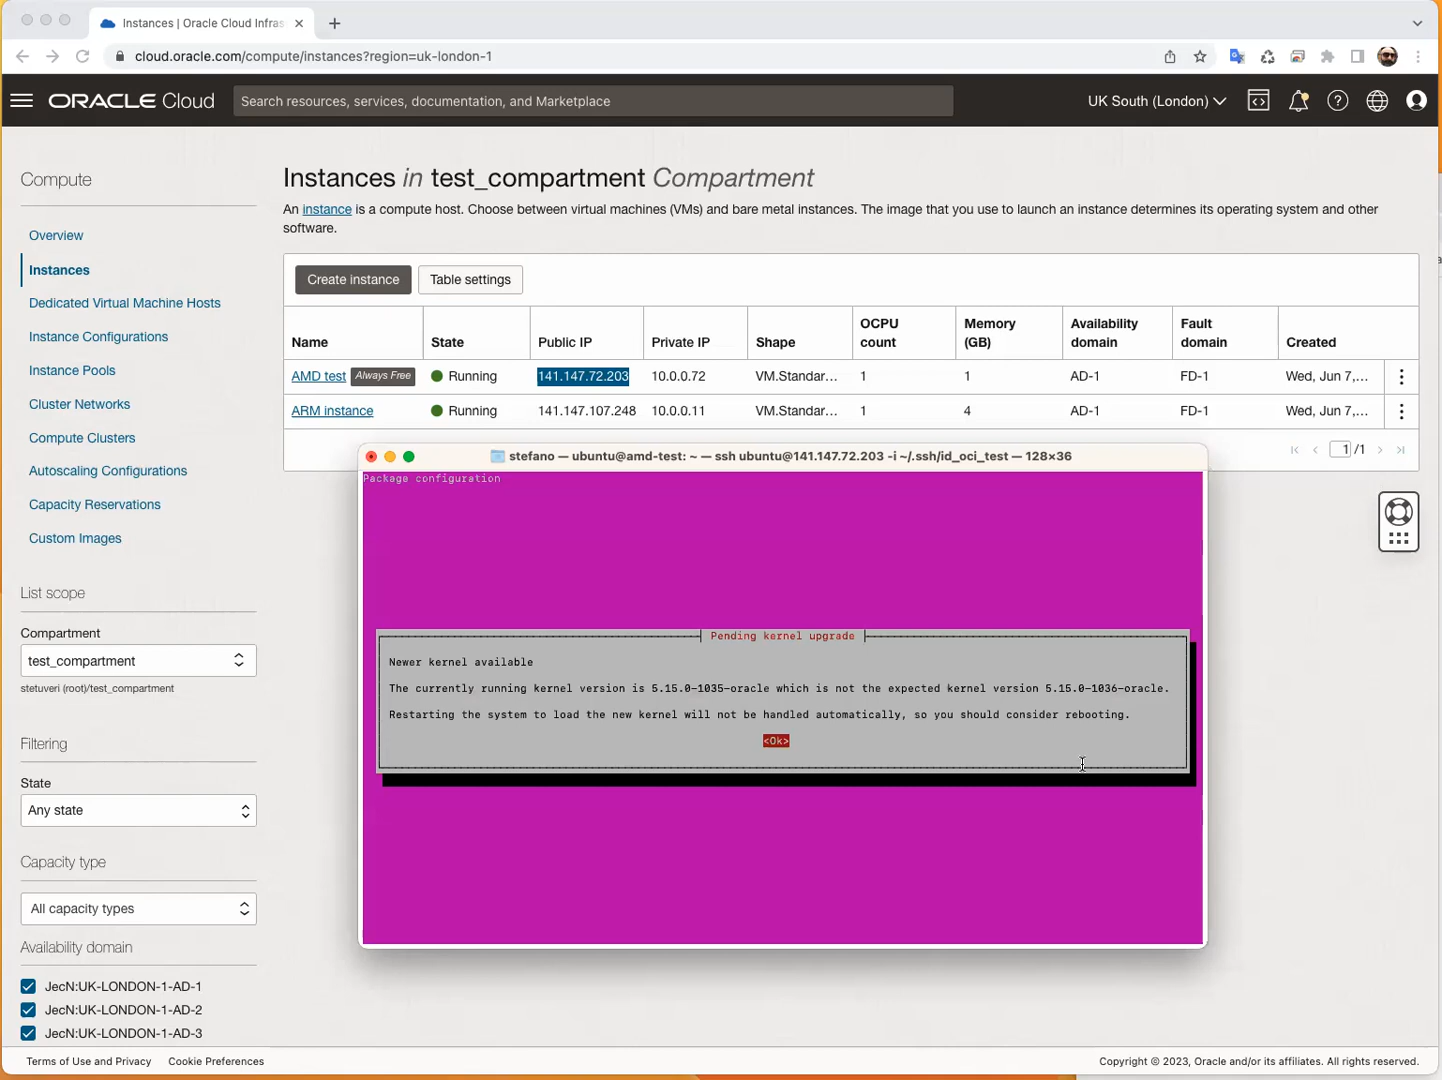 Instances | Oracle Cloud Infras
cloud.oracle.com/compute/instances?region=uk-london-1
ORACLE Cloud
Search resources, services, documentation, and Marketplace
UK South (London)
Compute
Overview
Instances
Dedicated Virtual Machine Hosts
Instance Configurations
Instance Pools
Cluster Networks
Compute Clusters
Autoscaling Configurations
Capacity Reservations
Custom Images
List scope
Compartment
test_compartment
stetuveri (root)/test_compartment
Filtering
State
Any state
Capacity type
All capacity types
Availability domain
JecN:UK-LONDON-1-AD-1
JecN:UK-LONDON-1-AD-2
JecN:UK-LONDON-1-AD-3
Instances in test_compartment Compartment
An instance is a compute host. Choose between virtual machines (VMs) and bare metal instances. The image that you use to launch an instance determines its operating system and other
software.
Create instance Table settings
Name State Public IP Private IP Shape OCPU count Memory (GB) Availability domain Fault domain Created
AMD test Always Free Running 141.147.72.203 10.0.0.72 VM.Standar... 1 1 AD-1 FD-1 Wed, Jun 7,...
ARM instance Running 141.147.107.248 10.0.0.11 VM.Standar... 1 4 AD-1 FD-1 Wed, Jun 7,...
1 /1
stefano — ubuntu@amd-test: ~ — ssh ubuntu@141.147.72.203 -i ~/.ssh/id_oci_test — 128×36
Package configuration
Pending kernel upgrade
Newer kernel available
The currently running kernel version is 5.15.0-1035-oracle which is not the expected kernel version 5.15.0-1036-oracle.
Restarting the system to load the new kernel will not be handled automatically, so you should consider rebooting.
<Ok>
Terms of Use and Privacy Cookie Preferences
Copyright © 2023, Oracle and/or its affiliates. All rights reserved.